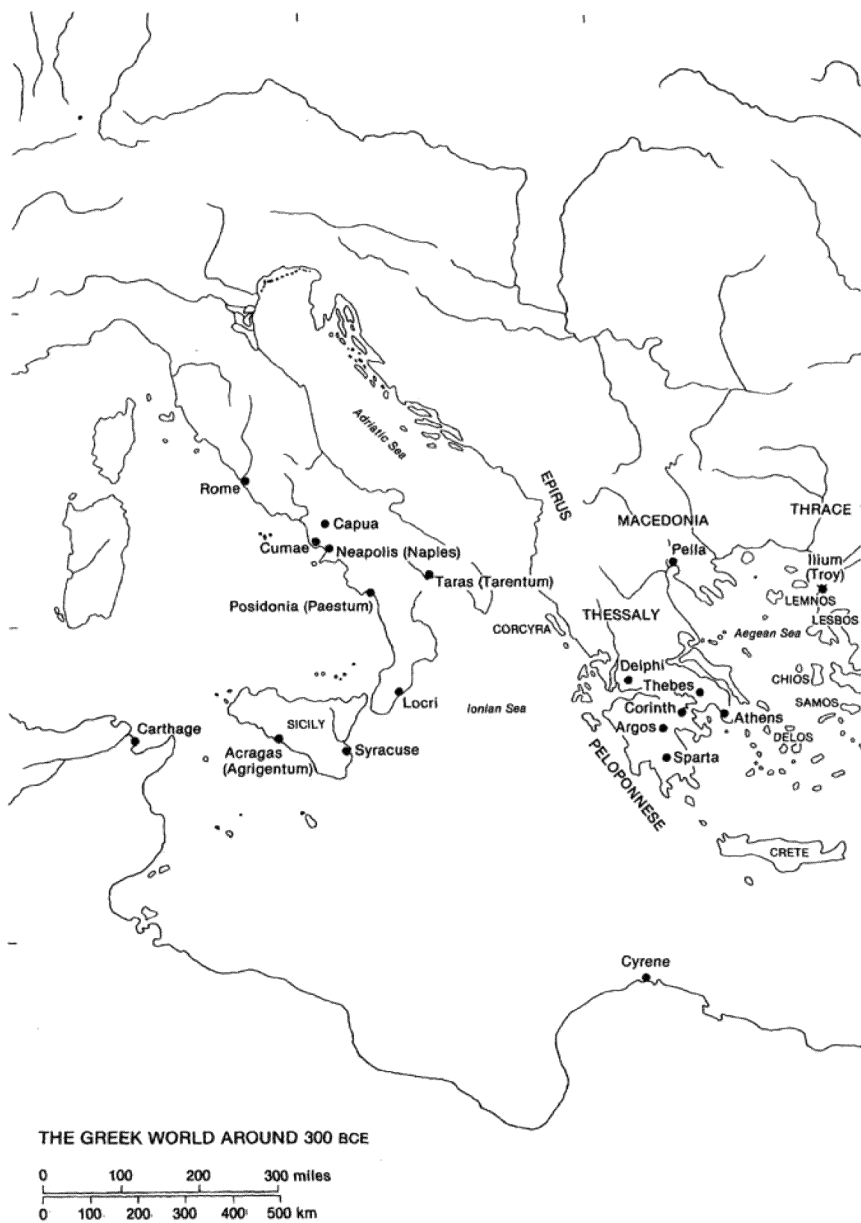 Adriatic Sea
Rome
EPIRUS
THRACE
Capua
MACEDONIA
Cumae
Neapolis (Naples)
Pella
Ilium
(Troy)
Taras (Tarentum)
Posidonia (Paestum)
LEMNOS
THESSALY
LESBOS
CORCYRA
Aegean Sea
Delphi
CHIOS
Thebes
Locri
Ionian Sea
Corinth
SAMOS
SICILY
Athens
Carthage
Argos
DELOS
Acragas
(Agrigentum)
Syracuse
Sparta
PELOPONNESE
CRETE
Cyrene
THE GREEK WORLD AROUND 300 BCE
0 100 200 300 miles
0 100 200 300 400 500 km